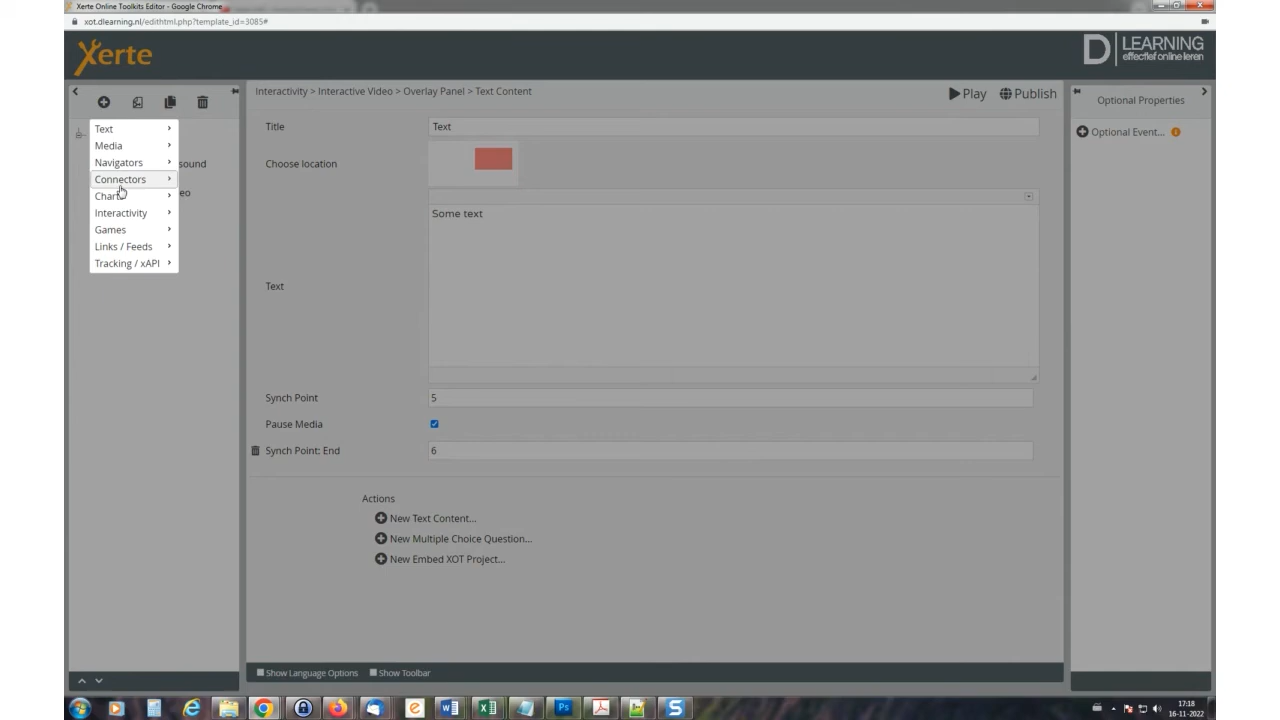 Xerte Online Toolkits Editor - Google Chrome
xot.dlearning.nl/edithtml.php?template_id=3085#
Xerte
D LEARNING
effectief online leren
Interactivity > Interactive Video > Overlay Panel > Text Content
Play
Publish
Optional Properties
Text
Media
Navigators
Connectors
Chart
Interactivity
Games
Links / Feeds
Tracking / xAPI
sound
eo
Title
Text
Choose location
Some text
Text
Synch Point
5
Pause Media
Synch Point: End
6
Actions
New Text Content...
New Multiple Choice Question...
New Embed XOT Project...
Optional Event...
Show Language Options
Show Toolbar
17:18
16-11-2022